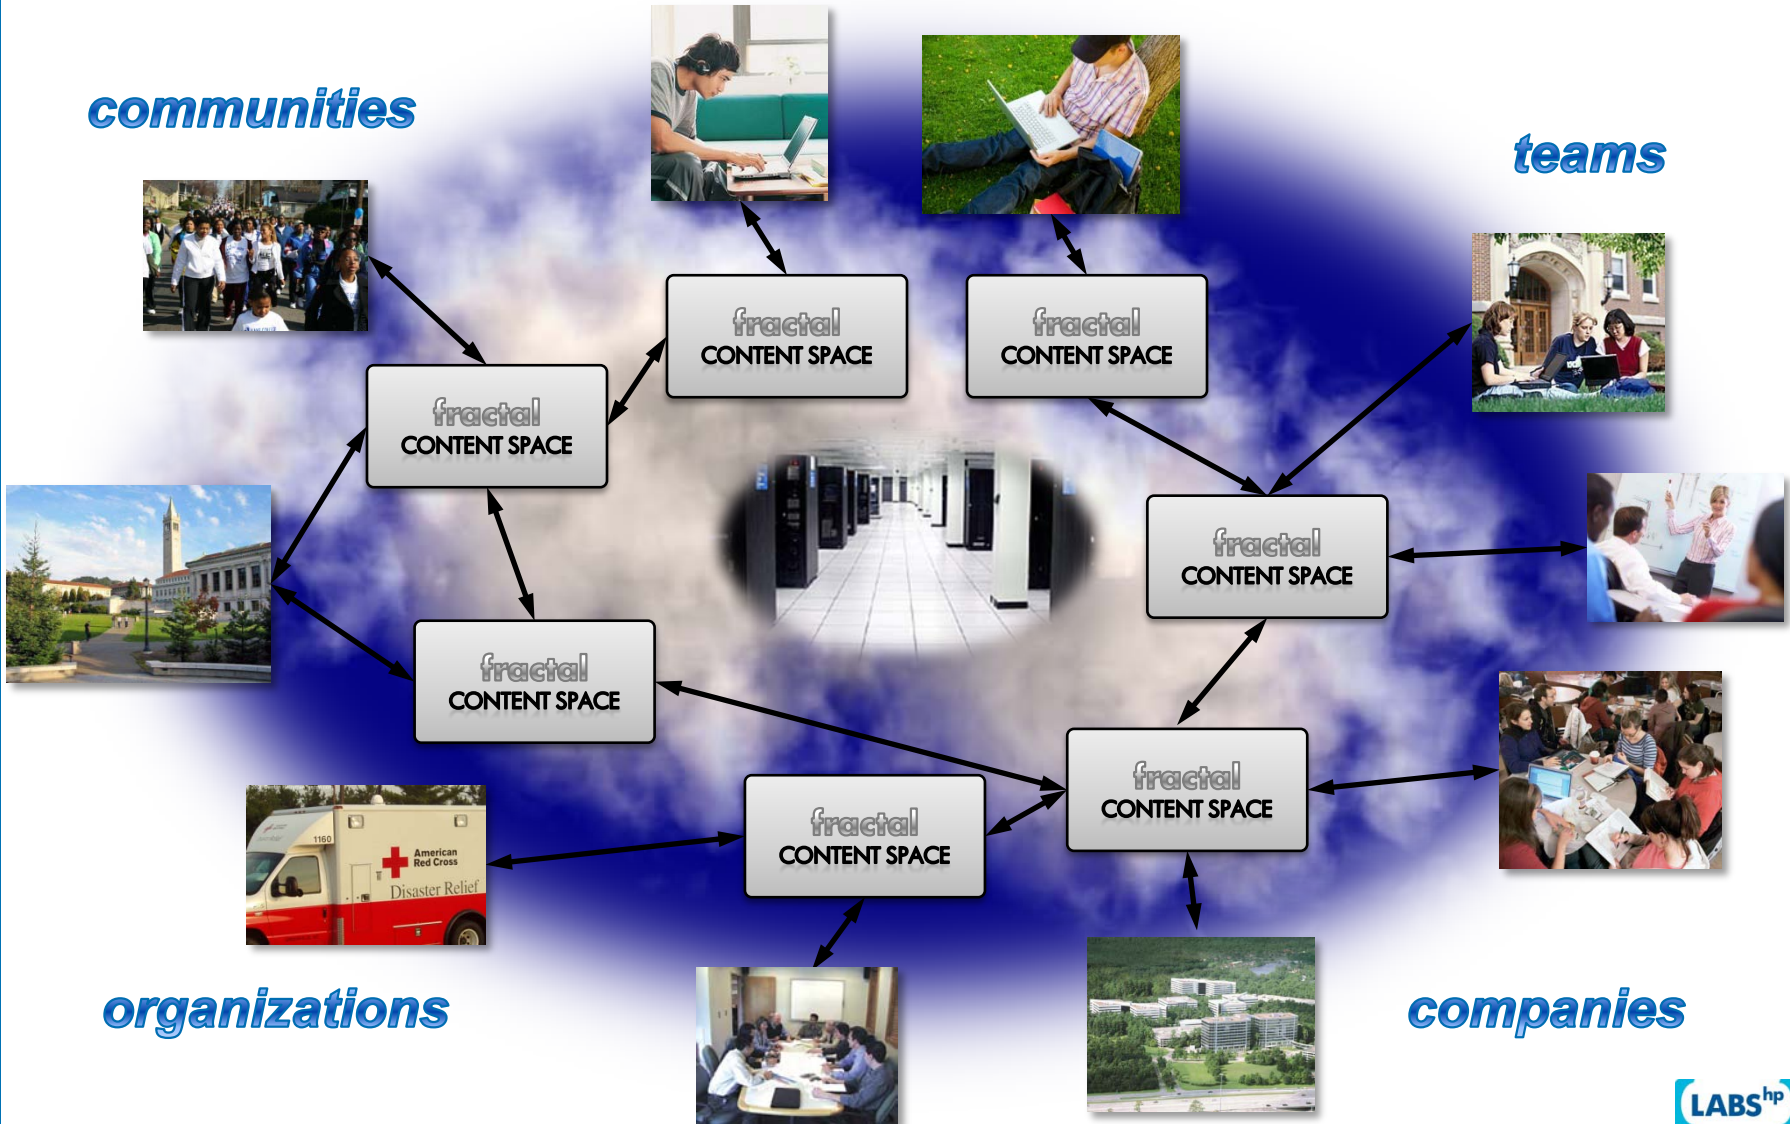 communities
teams
fractal
CONTENT SPACE
fractal
CONTENT SPACE
fractal
CONTENT SPACE
fractal
CONTENT SPACE
fractal
CONTENT SPACE
fractal
CONTENT SPACE
fractal
CONTENT SPACE
1160
American
Red Cross
Disaster Relief
organizations
companies
LABS hp